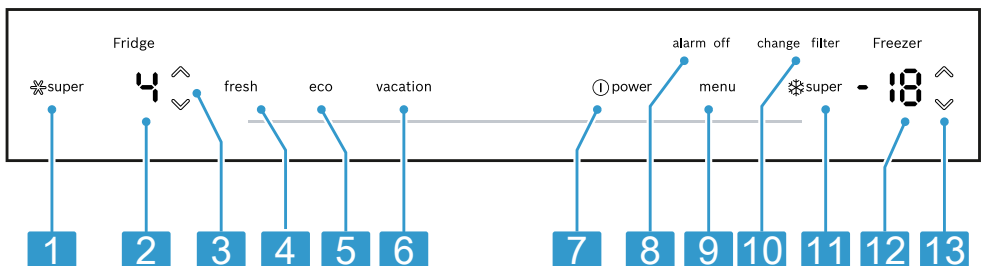 Fridge alarm off change filter Freezer
super 4 fresh eco vacation power menu super -18
1 2 3 4 5 6 7 8 9 10 11 12 13